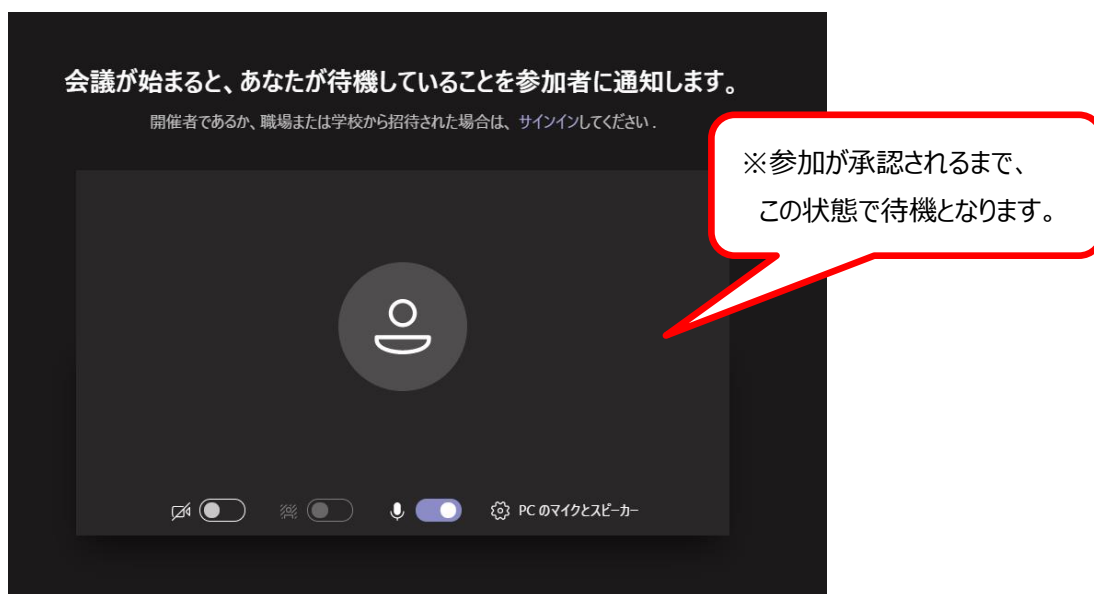 会議が始まると、あなたが待機していることを参加者に通知します。
開催者であるか、職場または学校から招待された場合は、サインインしてください.
※参加が承認されるまで、
この状態で待機となります。
PC のマイクとスピーカー